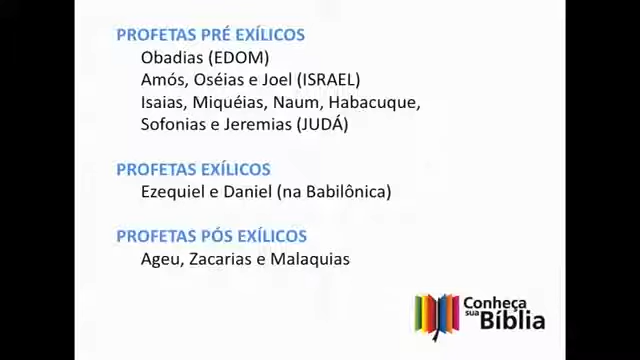 PROFETAS PRÉ EXÍLICOS
Obadias (EDOM)
Amós, Oséias e Joel (ISRAEL)
Isaias, Miquéias, Naum, Habacuque,
Sofonias e Jeremias (JUDÁ)
PROFETAS EXÍLICOS
Ezequiel e Daniel (na Babilônica)
PROFETAS PÓS EXÍLICOS
Ageu, Zacarias e Malaquias
Conheça
sua Bíblia